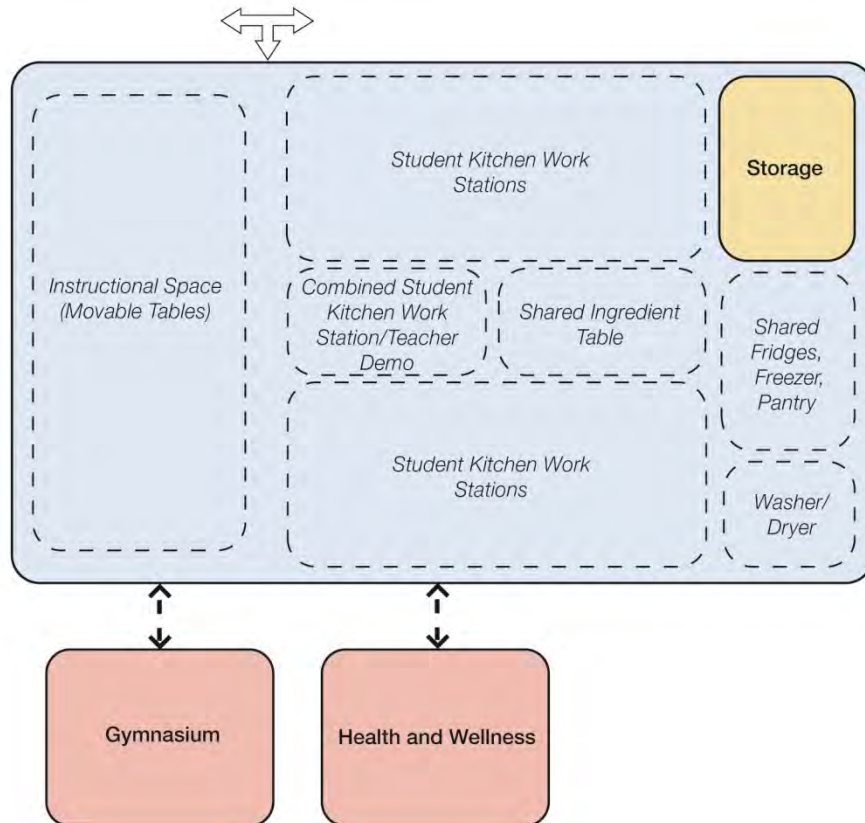 Student Kitchen Work
Stations
Storage
Instructional Space
(Movable Tables)
Combined Student
Kitchen Work
Station/Teacher
Demo
Shared Ingredient
Table
Shared
Fridges,
Freezer,
Pantry
Student Kitchen Work
Stations
Washer/
Dryer
Gymnasium
Health and Wellness